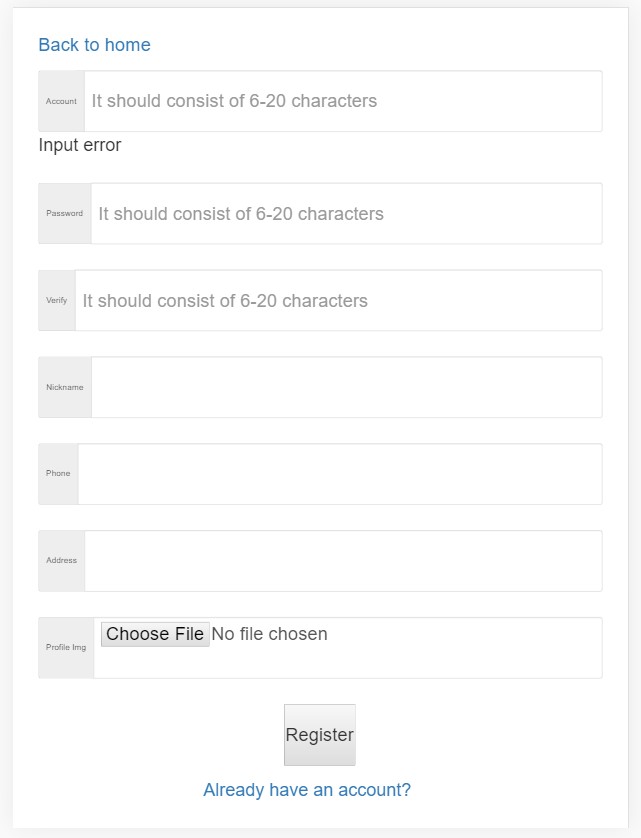 Back to home
Account It should consist of 6-20 characters
Input error
Password It should consist of 6-20 characters
Verify It should consist of 6-20 characters
Nickname
Phone
Address
Profile Img Choose File No file chosen
Register
Already have an account?